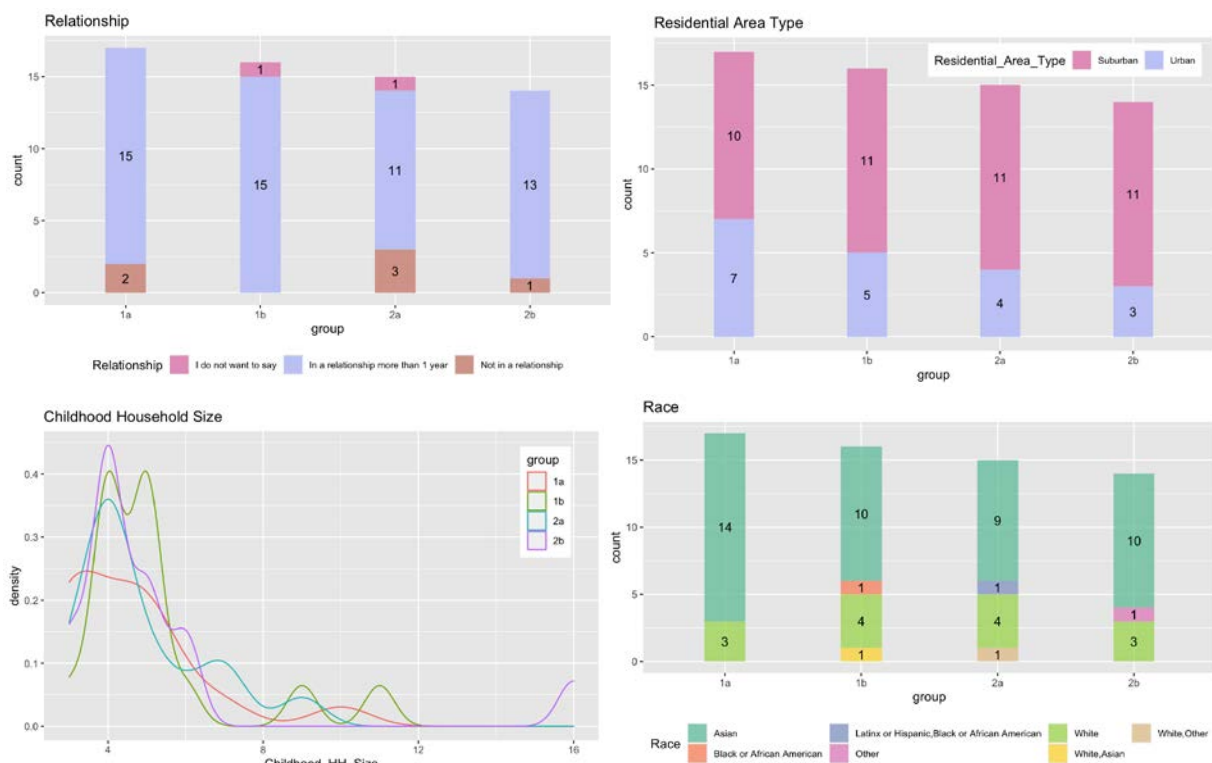 Relationship
15
10
5
0
count
15
2
1
15
1
11
3
13
1
1a 1b 2a 2b
group
Relationship I do not want to say In a relationship more than 1 year Not in a relationship
Residential Area Type
Residential_Area_Type Suburban Urban
15
10
5
0
count
10
7
11
5
11
4
11
3
1a 1b 2a 2b
group
Childhood Household Size
0.4
0.3
0.2
0.1
0.0
density
group
1a
1b
2a
2b
4 8 12 16
Childhood_HH_Size
Race
15
10
5
0
count
14
3
10
1
4
1
9
1
4
1
10
1
3
1a 1b 2a 2b
group
Race
Asian Latinx or Hispanic,Black or African American White White,Other
Black or African American Other White,Asian